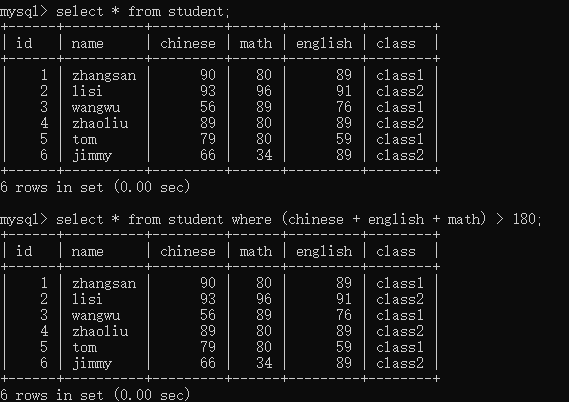 mysql> select * from student;
+------+----------+---------+------+---------+--------+
| id   | name     | chinese | math | english | class  |
+------+----------+---------+------+---------+--------+
|    1 | zhangsan |      90 |   80 |      89 | class1 |
|    2 | lisi     |      93 |   96 |      91 | class2 |
|    3 | wangwu   |      56 |   89 |      76 | class1 |
|    4 | zhaoliu  |      89 |   80 |      89 | class2 |
|    5 | tom      |      79 |   80 |      59 | class1 |
|    6 | jimmy    |      66 |   34 |      89 | class2 |
+------+----------+---------+------+---------+--------+
6 rows in set (0.00 sec)

mysql> select * from student where (chinese + english + math) > 180;
+------+----------+---------+------+---------+--------+
| id   | name     | chinese | math | english | class  |
+------+----------+---------+------+---------+--------+
|    1 | zhangsan |      90 |   80 |      89 | class1 |
|    2 | lisi     |      93 |   96 |      91 | class2 |
|    3 | wangwu   |      56 |   89 |      76 | class1 |
|    4 | zhaoliu  |      89 |   80 |      89 | class2 |
|    5 | tom      |      79 |   80 |      59 | class1 |
|    6 | jimmy    |      66 |   34 |      89 | class2 |
+------+----------+---------+------+---------+--------+
6 rows in set (0.00 sec)